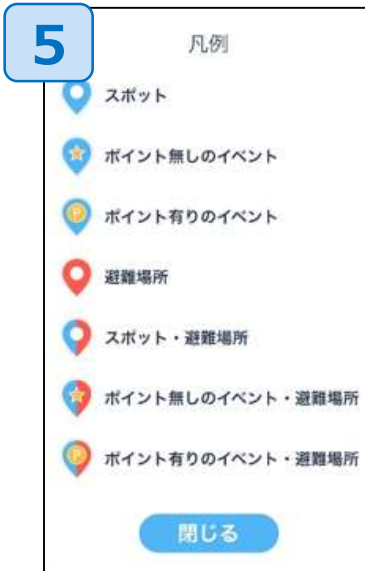 5
凡例
スポット
ポイント無しのイベント
P
ポイント有りのイベント
避難場所
スポット・避難場所
ポイント無しのイベント・避難場所
P
ポイント有りのイベント・避難場所
閉じる